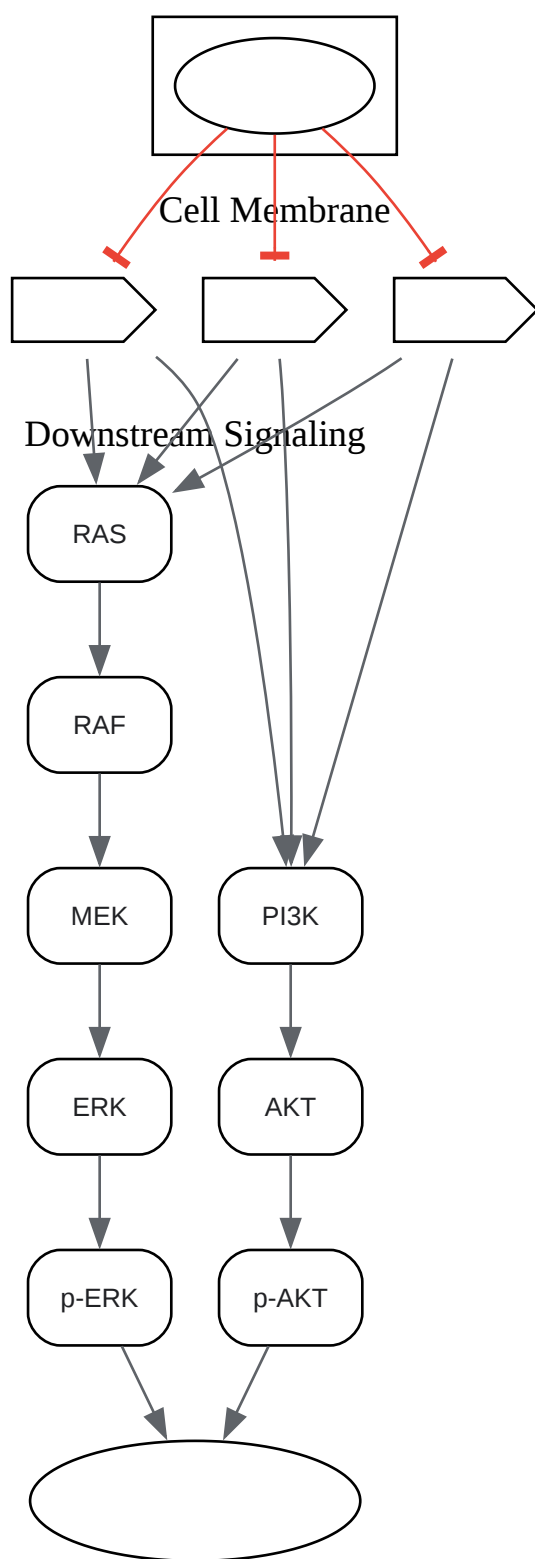 Cell Membrane
Downstream Signaling
RAS
RAF
MEK
PI3K
ERK
AKT
p-ERK
p-AKT